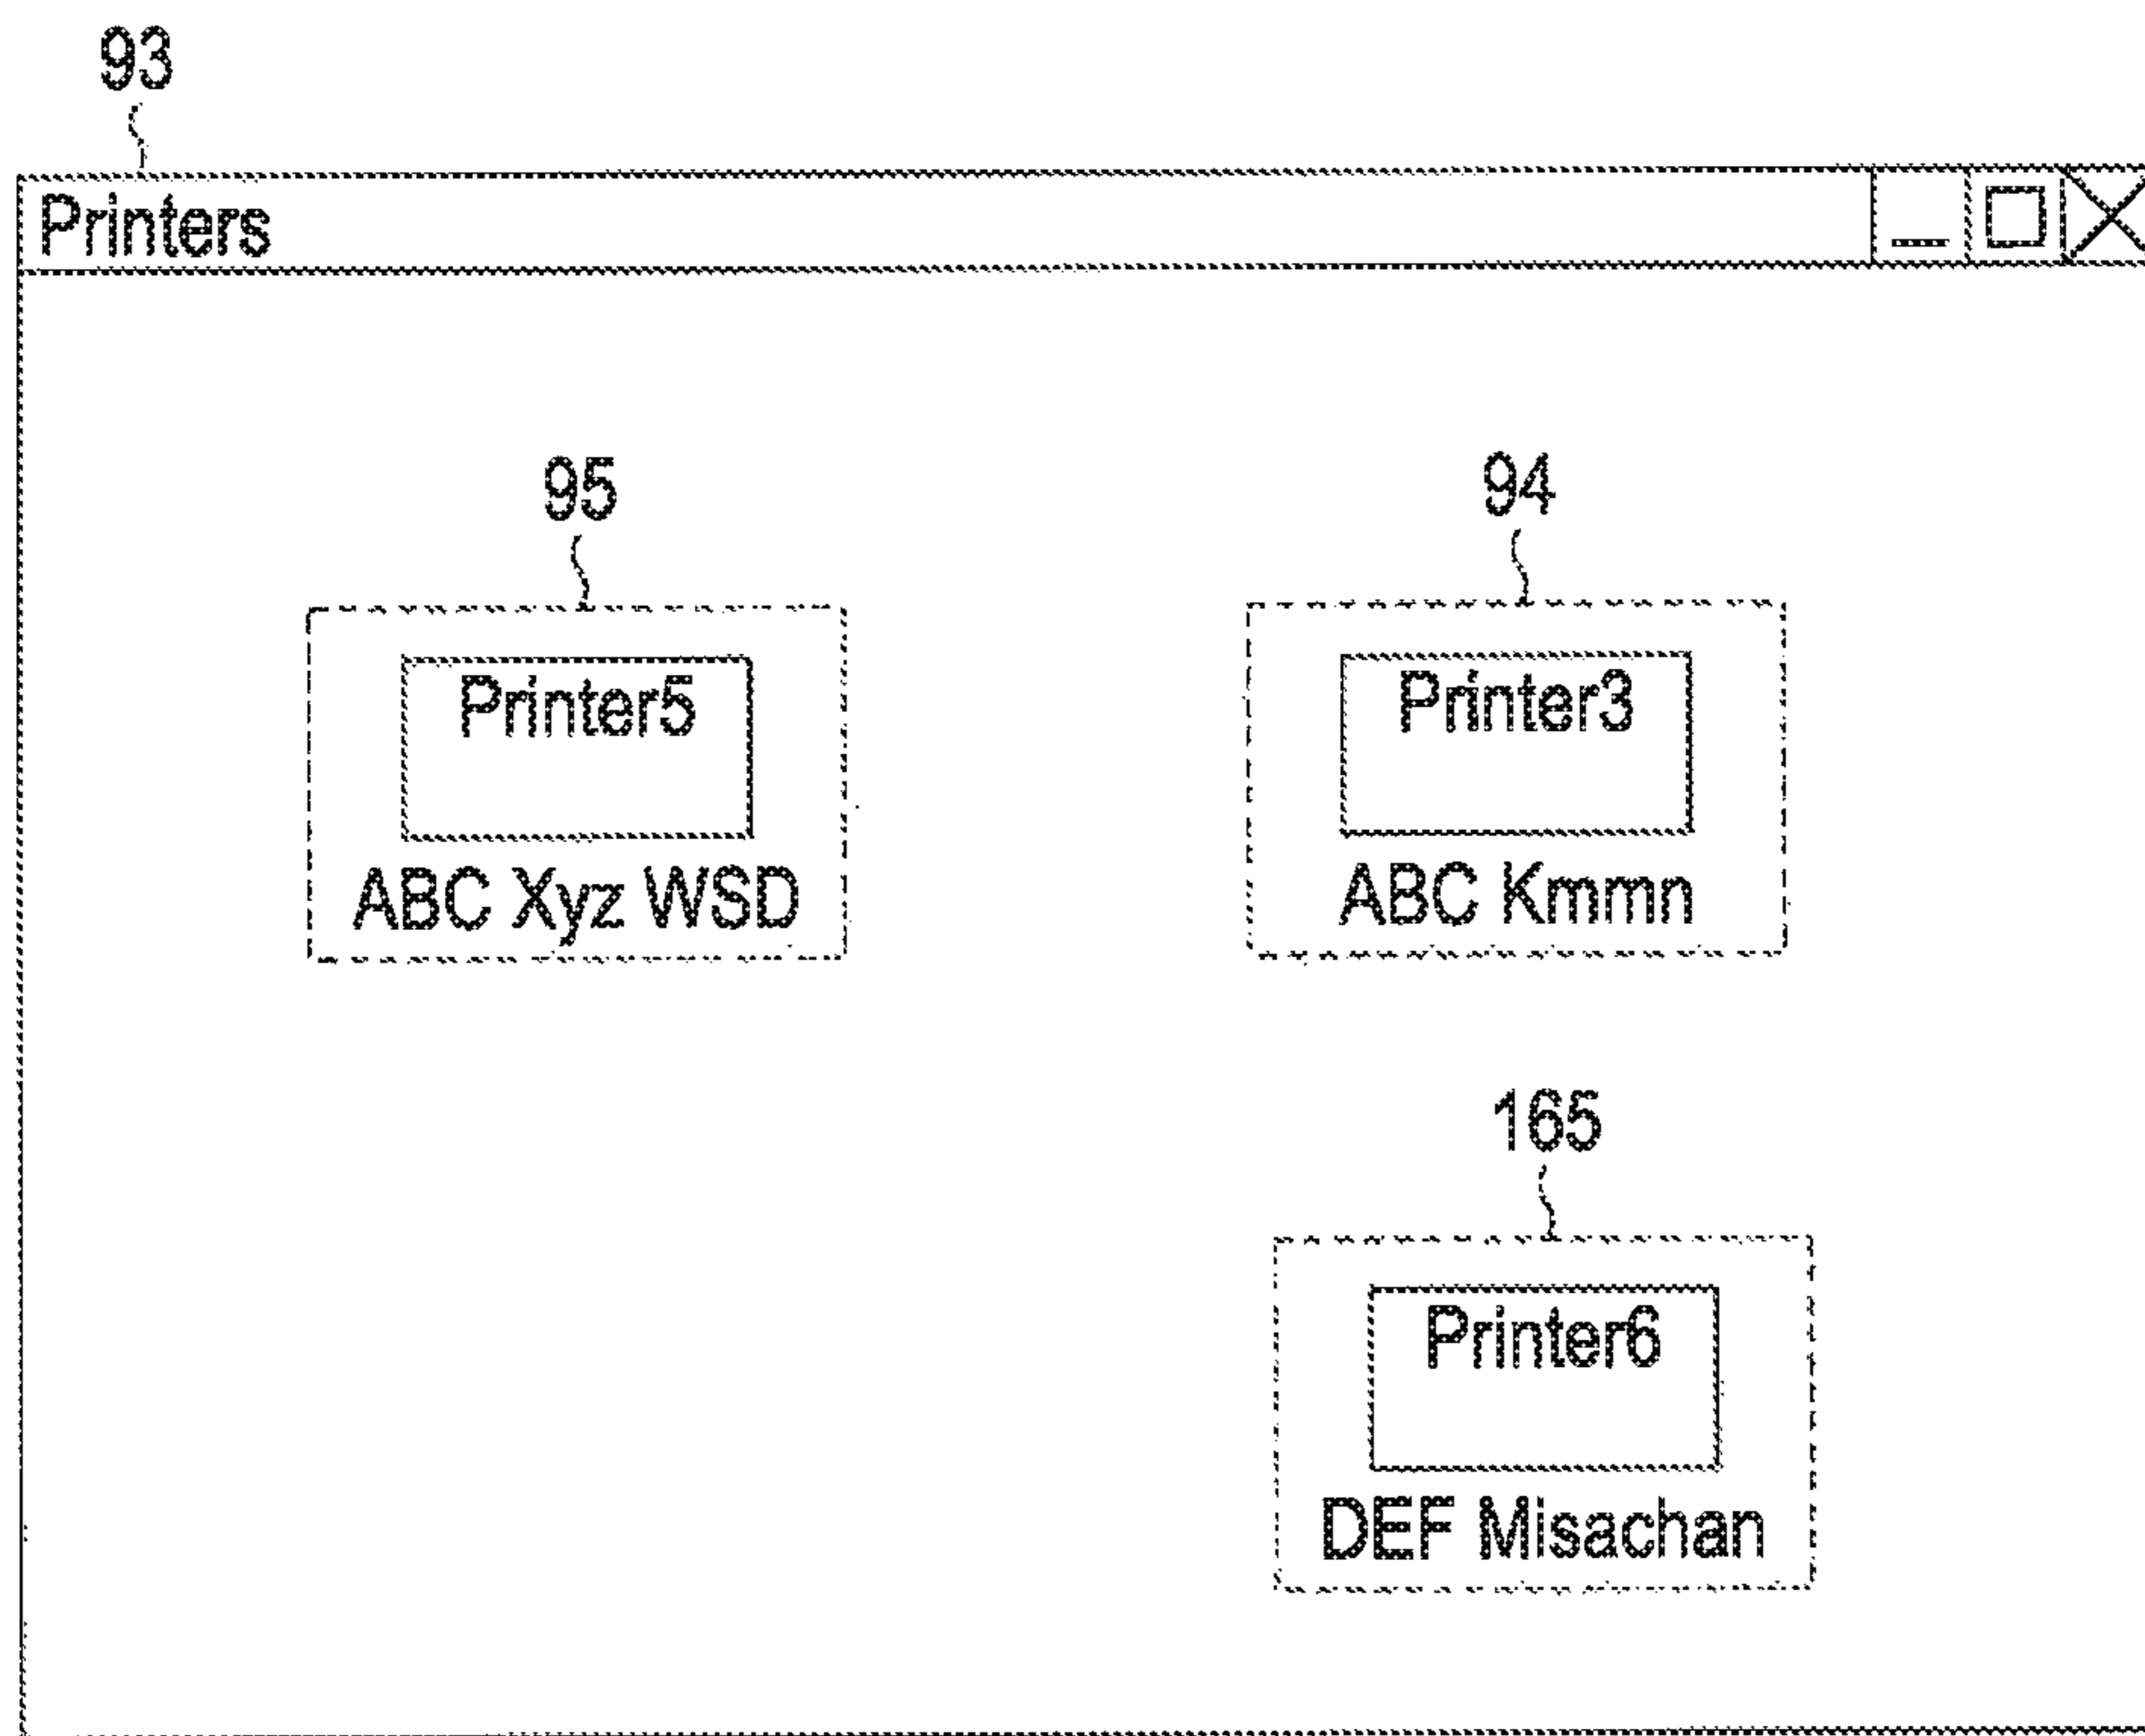 93
Printers
95
94
Printer5
Printer3
ABC Xyz WSD
ABC Kmmn
165
Printer6
DEF Misachan